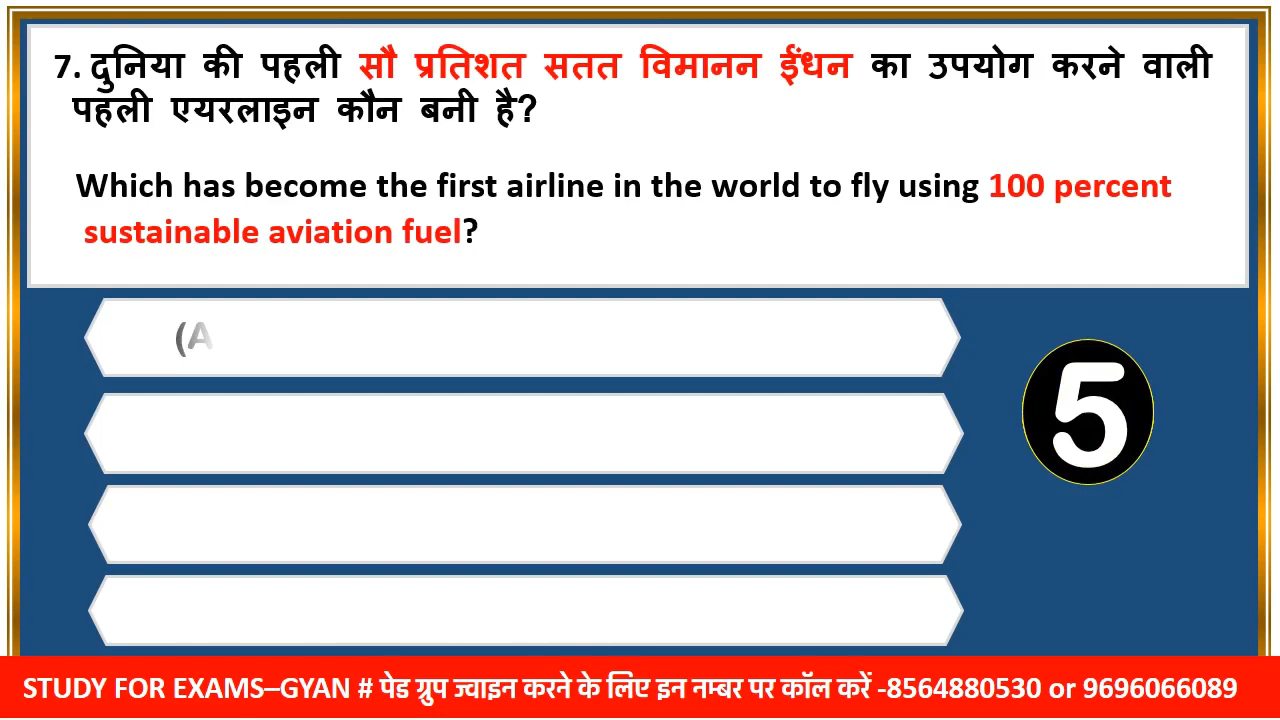 7. दुनिया की पहली सौ प्रतिशत सतत विमानन ईंधन का उपयोग करने वाली
पहली एयरलाइन कौन बनी है?
Which has become the first airline in the world to fly using 100 percent
sustainable aviation fuel?
(A
5
STUDY FOR EXAMS–GYAN # पेड ग्रुप ज्वाइन करने के लिए इन नम्बर पर कॉल करें -8564880530 or 9696066089